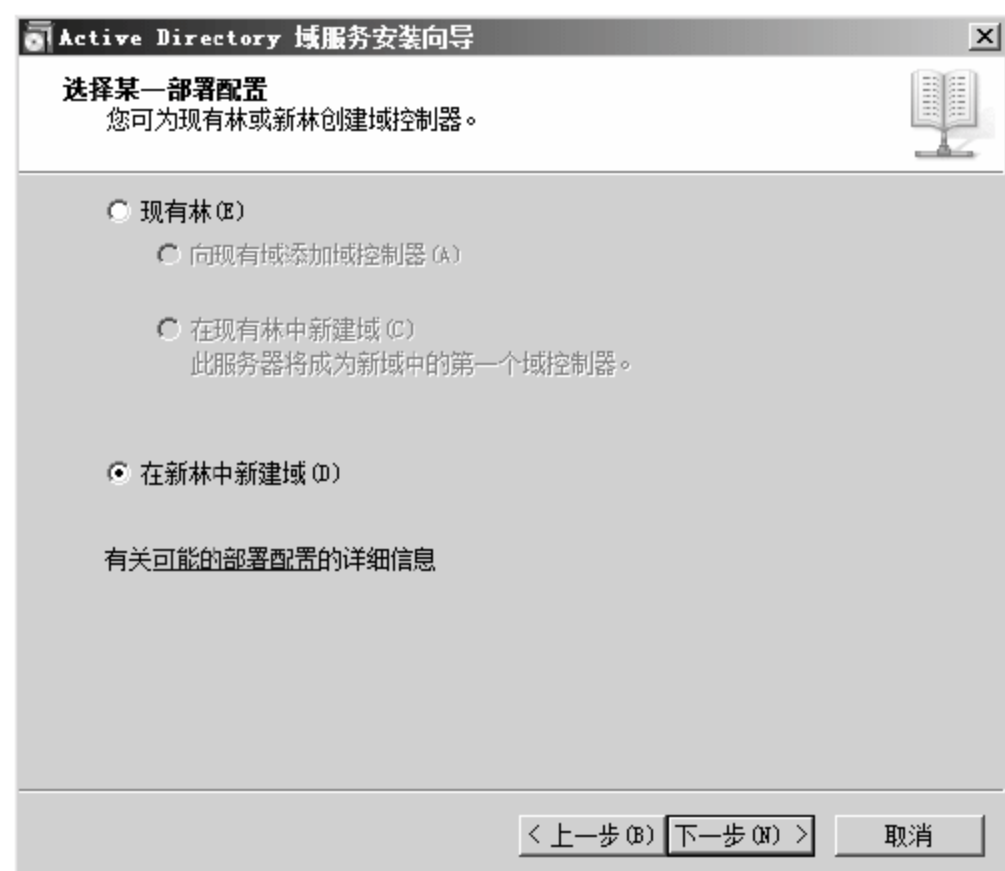 Active Directory 域服务安装向导
选择某一部署配置
您可为现有林或新林创建域控制器。
现有林(E)
向现有域添加域控制器(A)
在现有林中新建域(C)
此服务器将成为新域中的第一个域控制器。
在新林中新建域(D)
有关可能的部署配置的详细信息
< 上一步(B) 下一步(N) > 取消